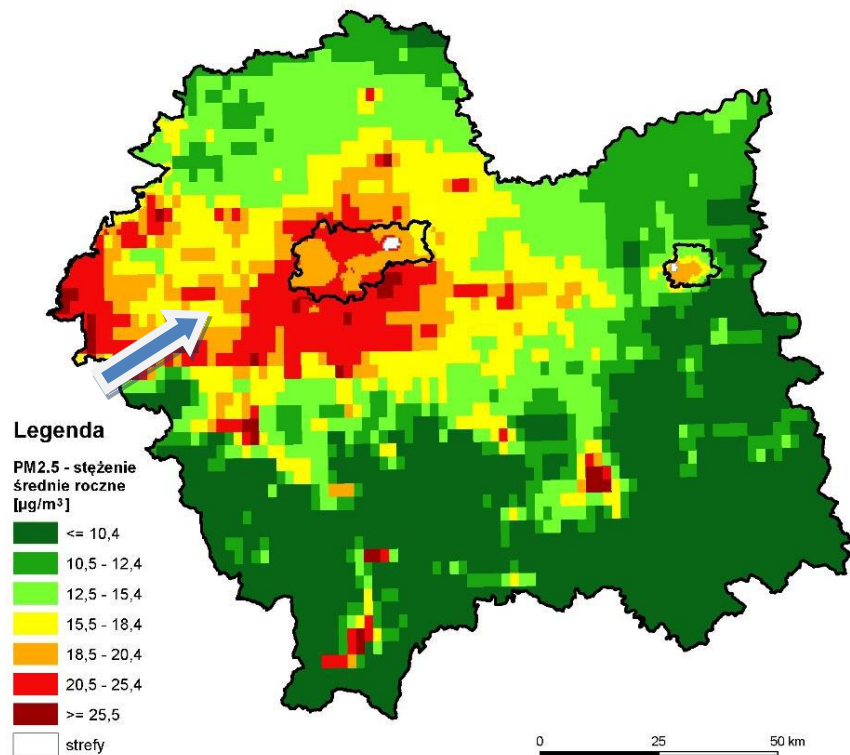 Legenda
PM2.5 - stężenie
średnie roczne
[µg/m³]
<= 10,4
10,5 - 12,4
12,5 - 15,4
15,5 - 18,4
18,5 - 20,4
20,5 - 25,4
>= 25,5
strefy
0 25 50 km